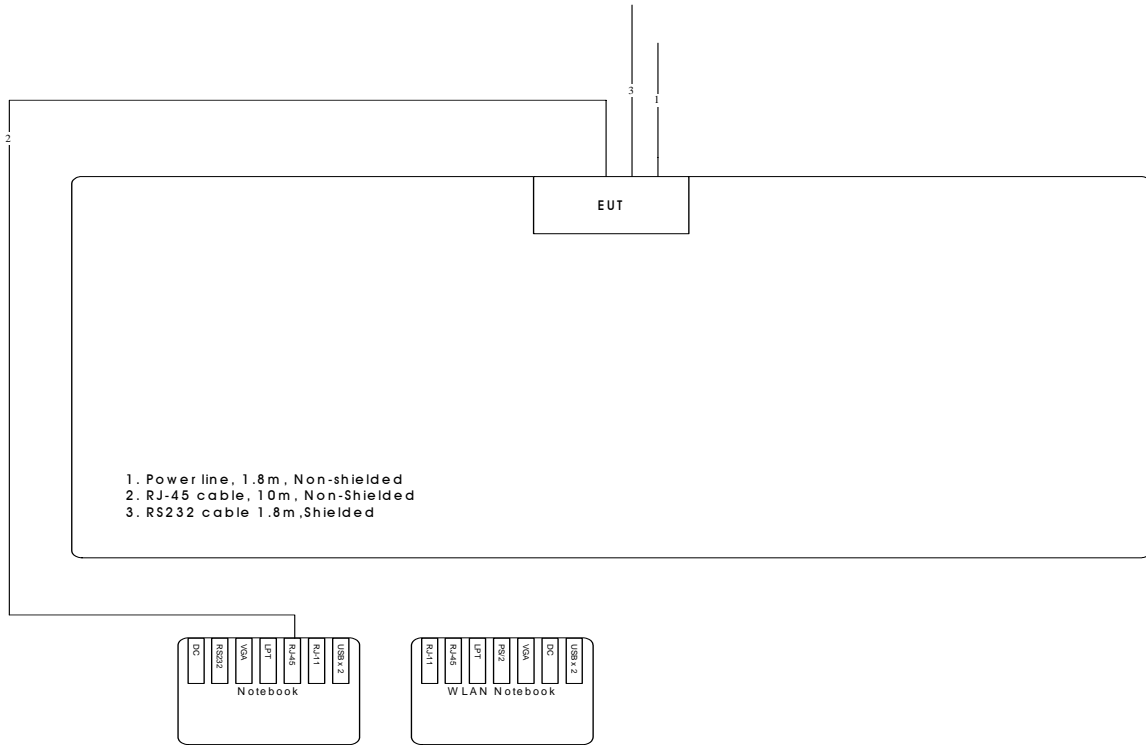 3
1
2
EUT
1. Power line, 1.8m, Non-shielded
2. RJ-45 cable, 10m, Non-Shielded
3. RS232 cable 1.8m,Shielded
DC
RS232
VGA
LPT
RJ-45
RJ-11
USB x 2
Notebook
RJ-11
RJ-45
LPT
PS/2
VGA
DC
USB x 2
WLAN Notebook